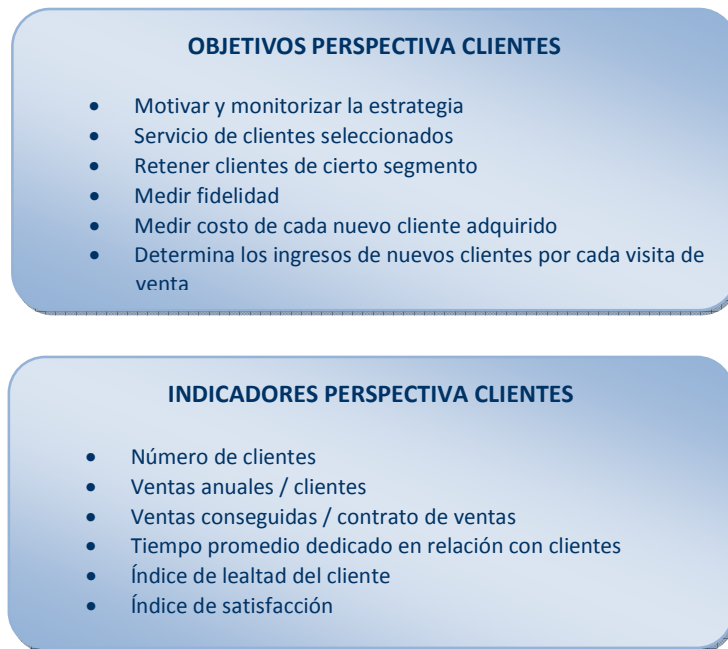 OBJETIVOS PERSPECTIVA CLIENTES
• Motivar y monitorizar la estrategia
• Servicio de clientes seleccionados
• Retener clientes de cierto segmento
• Medir fidelidad
• Medir costo de cada nuevo cliente adquirido
• Determina los ingresos de nuevos clientes por cada visita de
venta
INDICADORES PERSPECTIVA CLIENTES
• Número de clientes
• Ventas anuales / clientes
• Ventas conseguidas / contrato de ventas
• Tiempo promedio dedicado en relación con clientes
• Índice de lealtad del cliente
• Índice de satisfacción